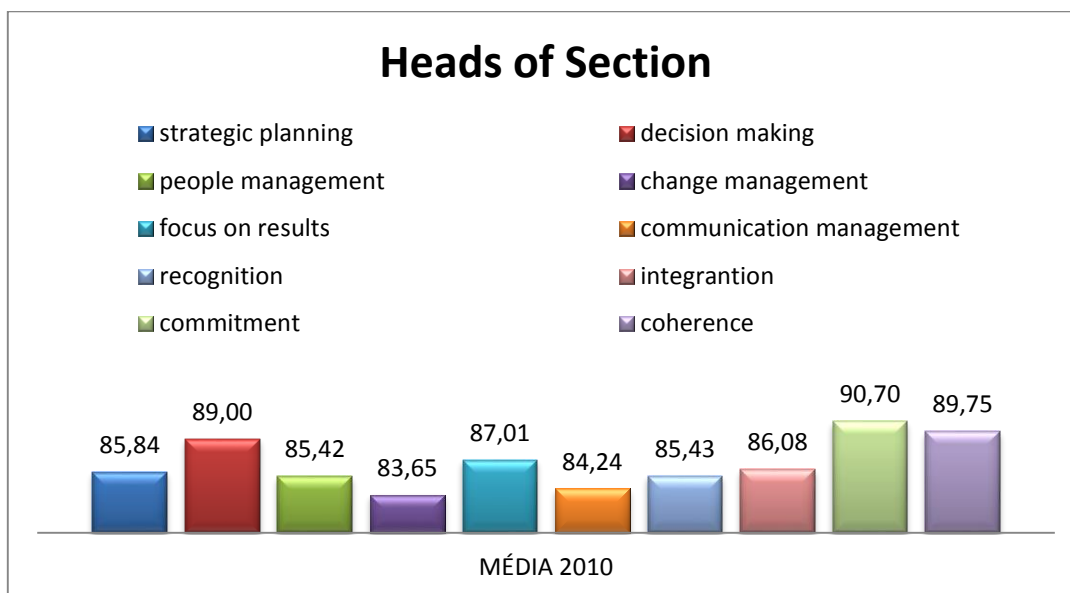 Heads of Section
strategic planning
decision making
people management
change management
focus on results
communication management
recognition
integrantion
commitment
coherence
85,84
89,00
85,42
83,65
87,01
84,24
85,43
86,08
90,70
89,75
MÉDIA 2010